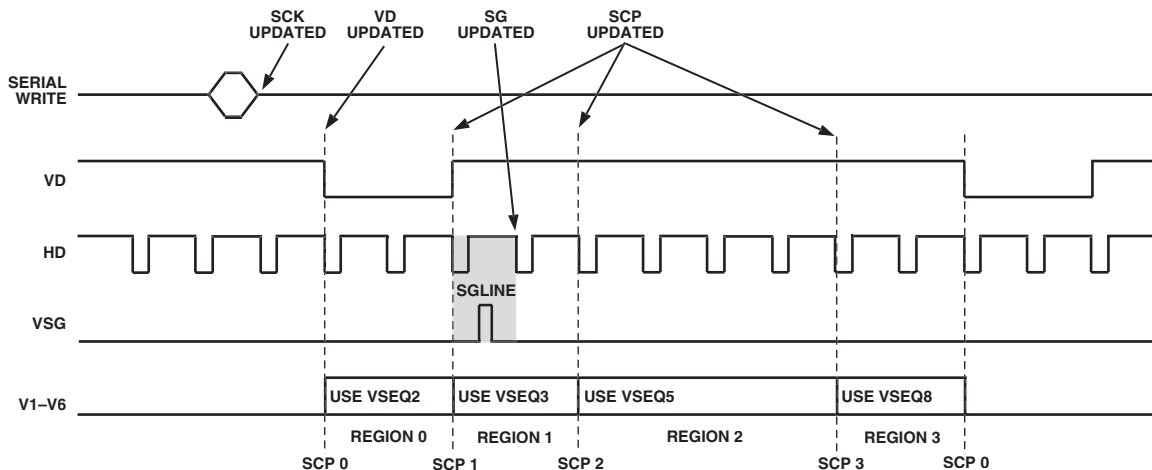 SCK
UPDATED
VD
UPDATED
SG
UPDATED
SCP
UPDATED
SERIAL
WRITE
VD
HD
SGLINE
VSG
V1–V6
USE VSEQ2
USE VSEQ3
USE VSEQ5
USE VSEQ8
REGION 0
REGION 1
REGION 2
REGION 3
SCP 0
SCP 1
SCP 2
SCP 3
SCP 0